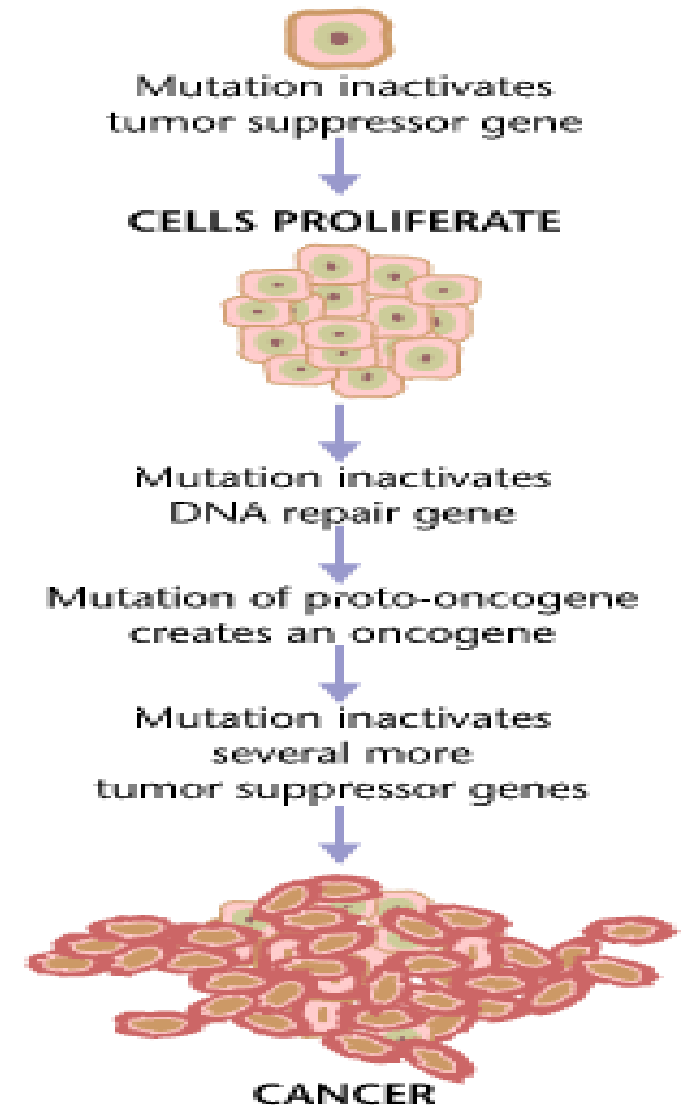 Mutation inactivates
tumor suppressor gene
CELLS PROLIFERATE
Mutation inactivates
DNA repair gene
Mutation of proto-oncogene
creates an oncogene
Mutation inactivates
several more
tumor suppressor genes
CANCER